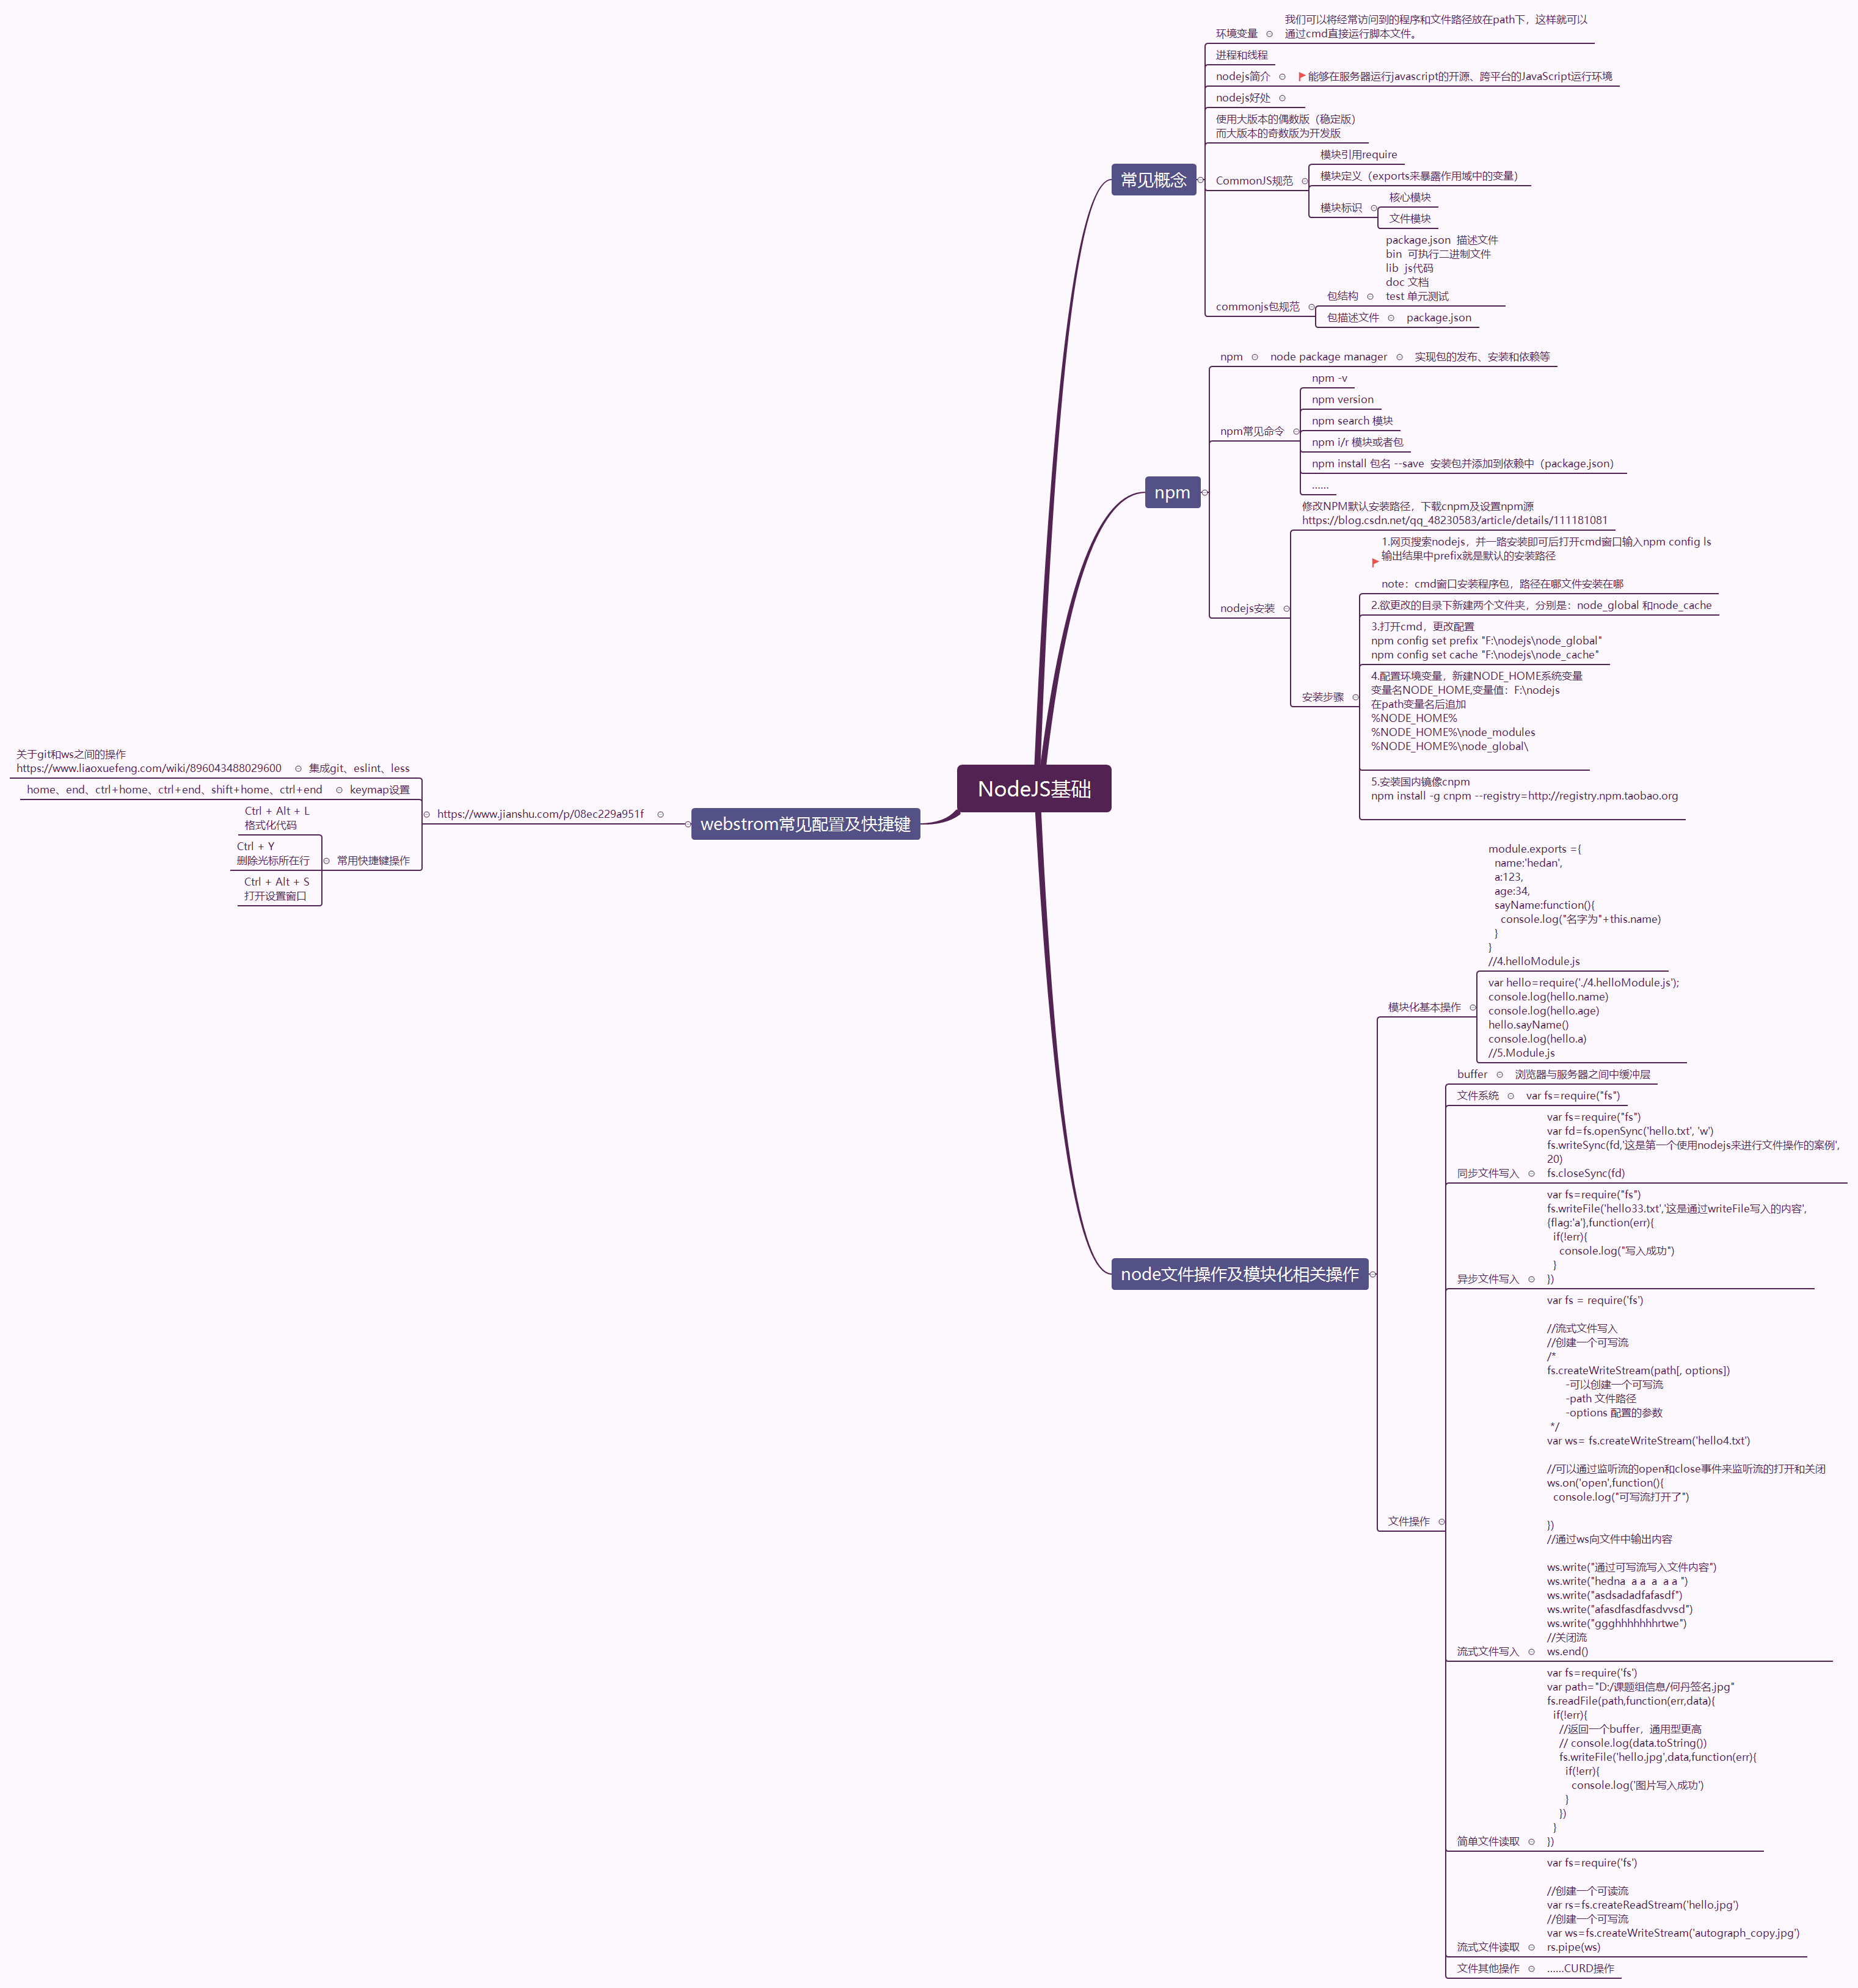 NodeJS基础
常见概念
环境变量
我们可以将经常访问到的程序和文件路径放在path下，这样就可以
通过cmd直接运行脚本文件。
进程和线程
nodejs简介
能够在服务器运行javascript的开源、跨平台的JavaScript运行环境
nodejs好处
使用大版本的偶数版（稳定版）
而大版本的奇数版为开发版
CommonJS规范
模块引用require
模块定义（exports来暴露作用域中的变量）
模块标识
核心模块
文件模块
commonjs包规范
包结构
package.json  描述文件
bin  可执行二进制文件
lib  js代码
doc 文档
test 单元测试
包描述文件
package.json
npm
npm
node package manager
实现包的发布、安装和依赖等
npm常见命令
npm -v
npm version
npm search 模块
npm i/r 模块或者包
npm install 包名 --save  安装包并添加到依赖中（package.json）
......
nodejs安装
修改NPM默认安装路径，下载cnpm及设置npm源
https://blog.csdn.net/qq_48230583/article/details/111181081
安装步骤
1.网页搜索nodejs，并一路安装即可后打开cmd窗口输入npm config ls
输出结果中prefix就是默认的安装路径
note：cmd窗口安装程序包，路径在哪文件安装在哪
2.欲更改的目录下新建两个文件夹，分别是：node_global 和node_cache
3.打开cmd，更改配置
npm config set prefix "F:\nodejs\node_global"
npm config set cache "F:\nodejs\node_cache"
4.配置环境变量，新建NODE_HOME系统变量
变量名NODE_HOME,变量值：F:\nodejs
在path变量名后追加
%NODE_HOME%
%NODE_HOME%\node_modules
%NODE_HOME%\node_global\
5.安装国内镜像cnpm
npm install -g cnpm --registry=http://registry.npm.taobao.org
webstrom常见配置及快捷键
https://www.jianshu.com/p/08ec229a951f
集成git、eslint、less
关于git和ws之间的操作
https://www.liaoxuefeng.com/wiki/896043488029600
keymap设置
home、end、ctrl+home、ctrl+end、shift+home、ctrl+end
常用快捷键操作
Ctrl + Alt + L
格式化代码
Ctrl + Y
删除光标所在行
Ctrl + Alt + S
打开设置窗口
node文件操作及模块化相关操作
模块化基本操作
module.exports ={
  name:'hedan',
  a:123,
  age:34,
  sayName:function(){
    console.log("名字为"+this.name)
  }
}
//4.helloModule.js
var hello=require('./4.helloModule.js');
console.log(hello.name)
console.log(hello.age)
hello.sayName()
console.log(hello.a)
//5.Module.js
文件操作
buffer
浏览器与服务器之间中缓冲层
文件系统
var fs=require("fs")
同步文件写入
var fs=require("fs")
var fd=fs.openSync('hello.txt', 'w')
fs.writeSync(fd,'这是第一个使用nodejs来进行文件操作的案例',
20)
fs.closeSync(fd)
异步文件写入
var fs=require("fs")
fs.writeFile('hello33.txt','这是通过writeFile写入的内容',
{flag:'a'},function(err){
  if(!err){
    console.log("写入成功")
  }
})
流式文件写入
var fs = require('fs')
//流式文件写入
//创建一个可写流
/*
fs.createWriteStream(path[, options])
      -可以创建一个可写流
      -path 文件路径
      -options 配置的参数
 */
var ws= fs.createWriteStream('hello4.txt')
//可以通过监听流的open和close事件来监听流的打开和关闭
ws.on('open',function(){
  console.log("可写流打开了")
})
//通过ws向文件中输出内容
ws.write("通过可写流写入文件内容")
ws.write("hedna  a a  a  a a ")
ws.write("asdsadadfafasdf")
ws.write("afasdfasdfasdvvsd")
ws.write("ggghhhhhhhrtwe")
//关闭流
ws.end()
简单文件读取
var fs=require('fs')
var path="D:/课题组信息/何丹签名.jpg"
fs.readFile(path,function(err,data){
  if(!err){
    //返回一个buffer，通用型更高
    // console.log(data.toString())
    fs.writeFile('hello.jpg',data,function(err){
      if(!err){
        console.log('图片写入成功')
      }
    })
  }
})
流式文件读取
var fs=require('fs')
//创建一个可读流
var rs=fs.createReadStream('hello.jpg')
//创建一个可写流
var ws=fs.createWriteStream('autograph_copy.jpg')
rs.pipe(ws)
文件其他操作
......CURD操作